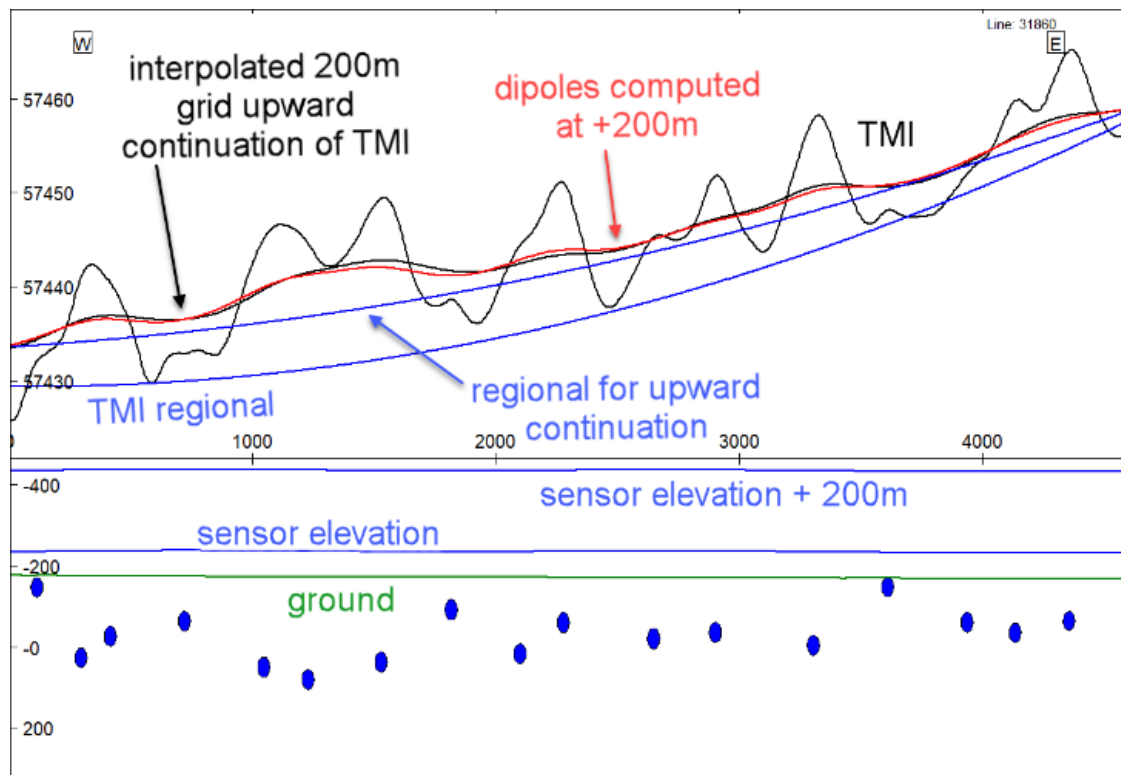 Line: 31860
W
E
interpolated 200m
grid upward
continuation of TMI
dipoles computed
at +200m
TMI
57460
57450
57440
57430
TMI regional
regional for upward
continuation
0
1000
2000
3000
4000
-400
sensor elevation + 200m
sensor elevation
-200
ground
-0
200